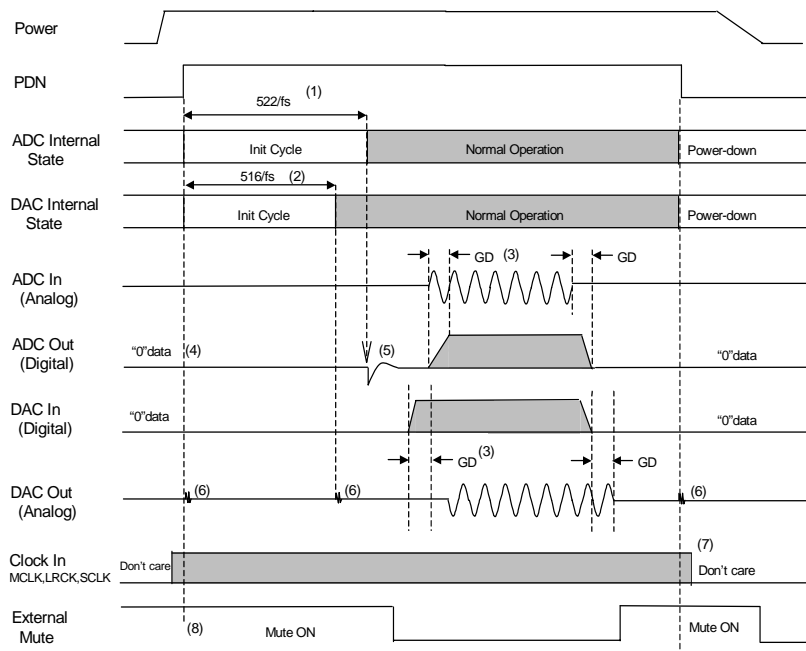 Power
PDN
522/fs (1)
ADC Internal
State
Init Cycle
Normal Operation
Power-down
516/fs (2)
DAC Internal
State
Init Cycle
Normal Operation
Power-down
ADC In
(Analog)
GD (3)
GD
ADC Out
(Digital)
“0”data
(4)
(5)
“0”data
DAC In
(Digital)
“0”data
“0”data
GD (3)
GD
DAC Out
(Analog)
(6)
(6)
(6)
Clock In
MCLK,LRCK,SCLK
Don’t care
(7)
Don’t care
External
Mute
(8)
Mute ON
Mute ON